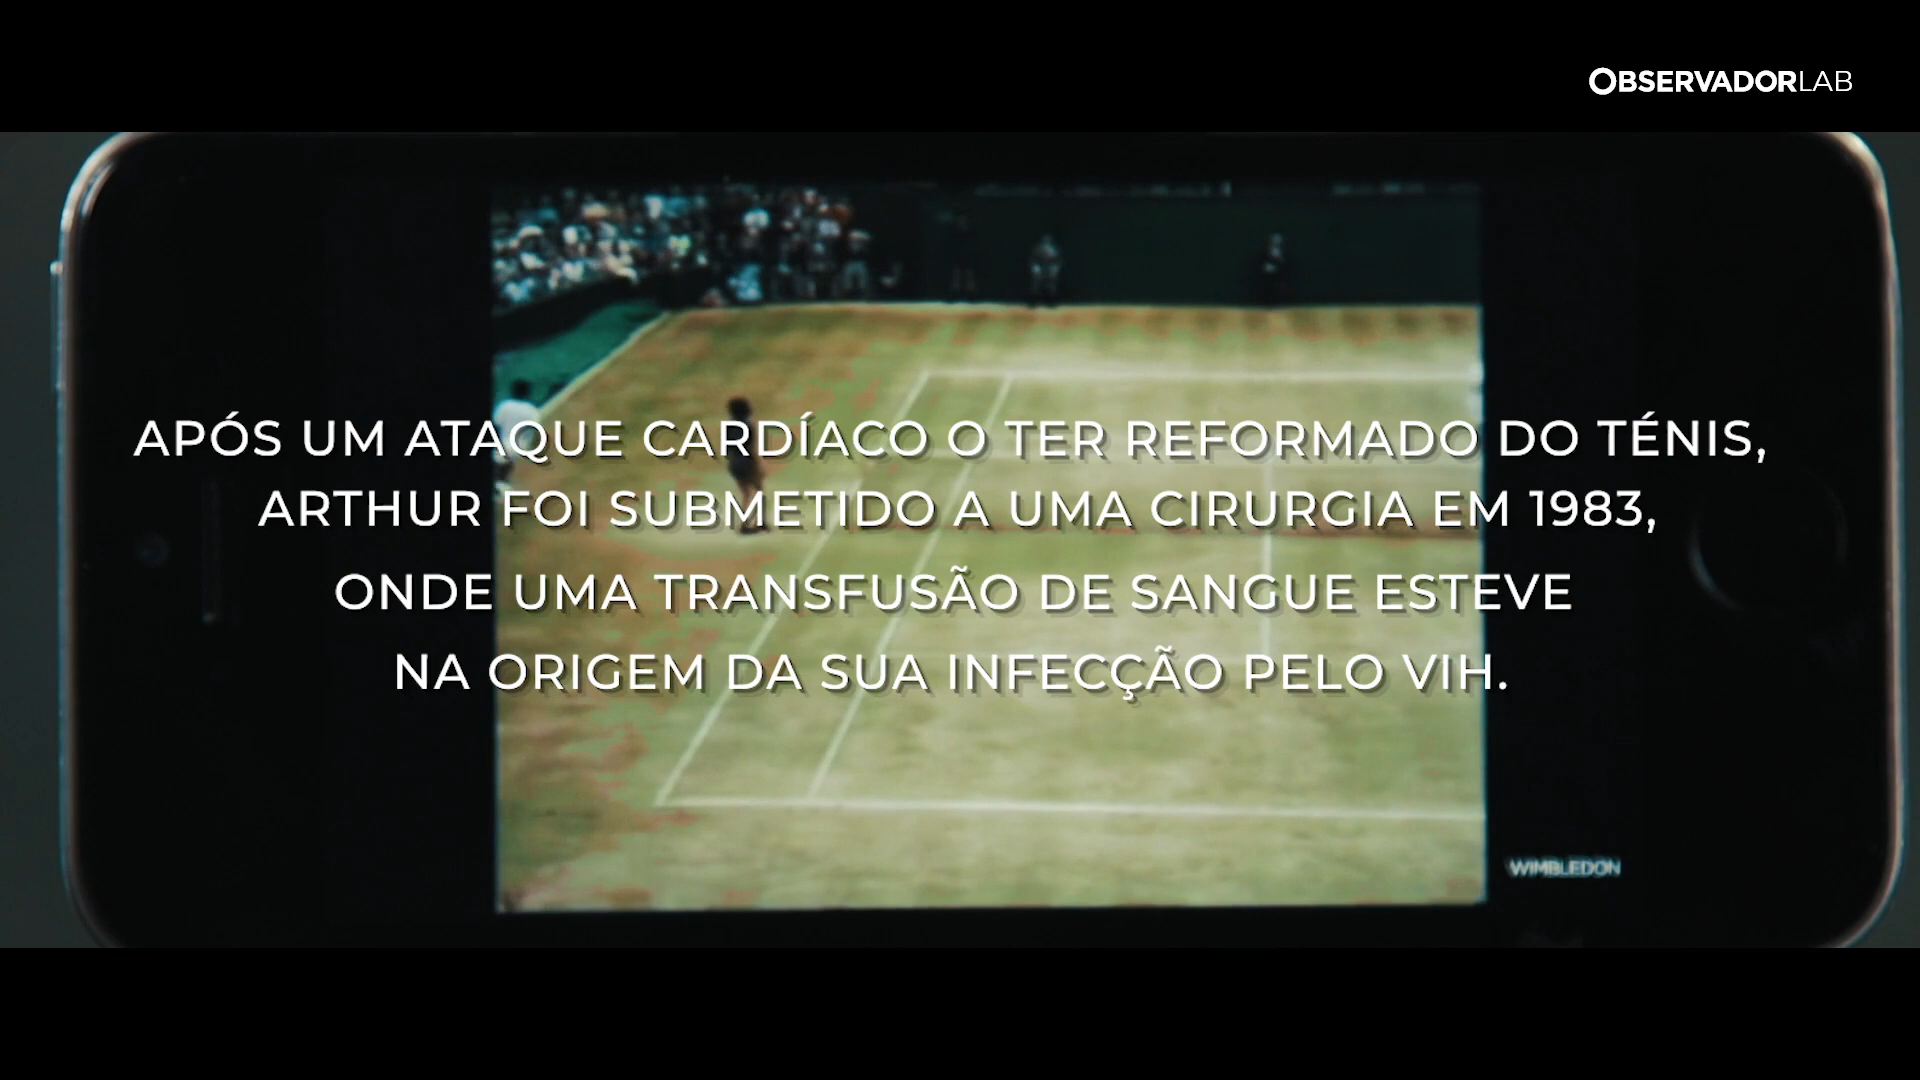 OBSERVADORLAB
APÓS UM ATAQUE CARDÍACO O TER REFORMADO DO TÉNIS,
ARTHUR FOI SUBMETIDO A UMA CIRURGIA EM 1983,
ONDE UMA TRANSFUSÃO DE SANGUE ESTEVE
NA ORIGEM DA SUA INFECÇÃO PELO VIH.
WIMBLEDON